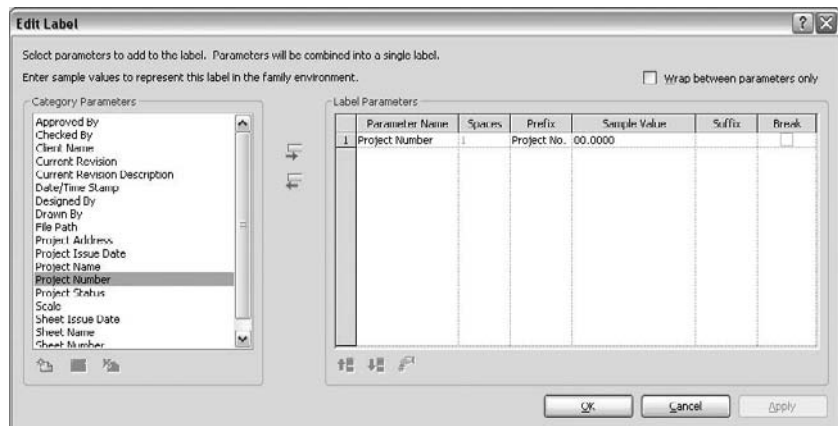 Edit Label
Select parameters to add to the label. Parameters will be combined into a single label.
Enter sample values to represent this label in the family environment.
Wrap between parameters only
Category Parameters
Approved By
Checked By
Client Name
Current Revision
Current Revision Description
Date/Time Stamp
Designed By
Drawn By
File Path
Project Address
Project Issue Date
Project Name
Project Number
Project Status
Scale
Sheet Issue Date
Sheet Name
Sheet Number
Label Parameters
Parameter Name Spaces Prefix Sample Value Suffix Break
1 Project Number 1 Project No. 00.0000
OK Cancel Apply